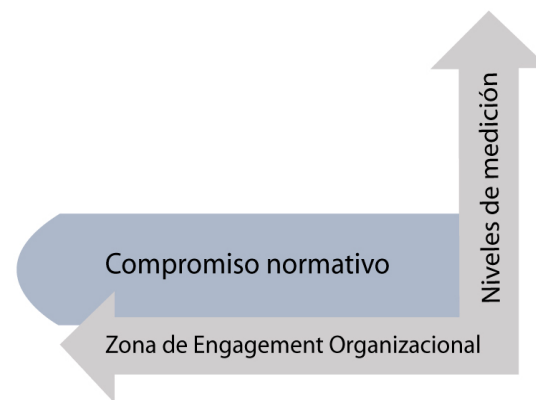 Niveles de medición
Compromiso normativo
Zona de Engagement Organizacional